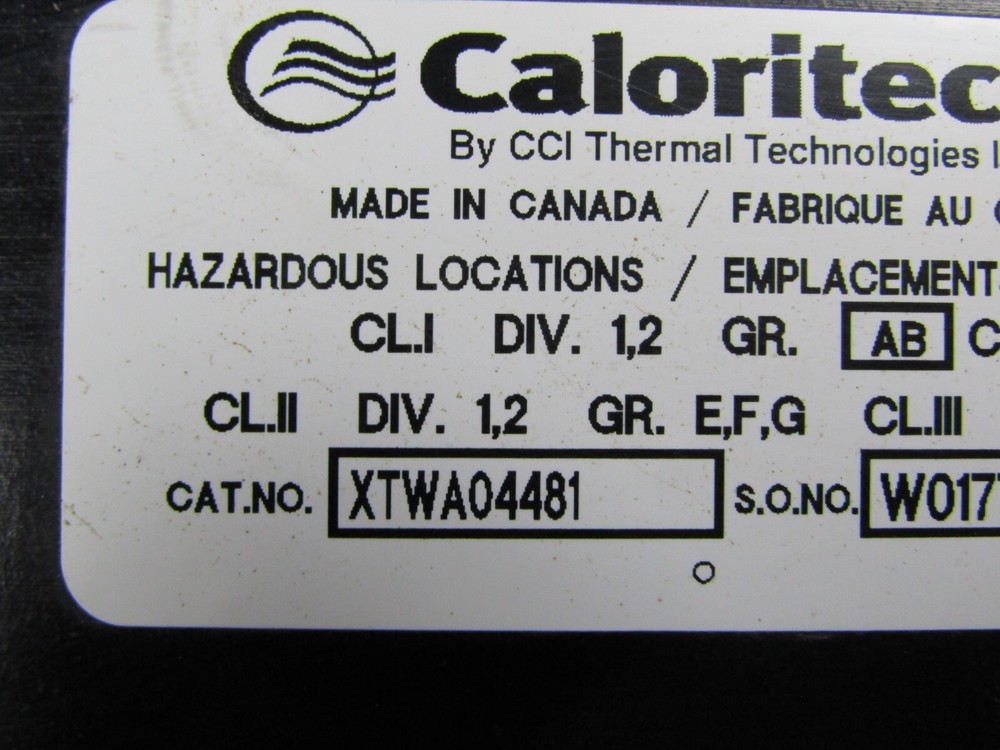 Caloritec
By CCI Thermal Technologies I
MADE IN CANADA / FABRIQUE AU C
HAZARDOUS LOCATIONS / EMPLACEMENTS
CL.I DIV. 1,2 GR. AB C
CL.II DIV. 1,2 GR. E,F,G CL.III
CAT.NO. XTWA04481 S.O.NO. W017